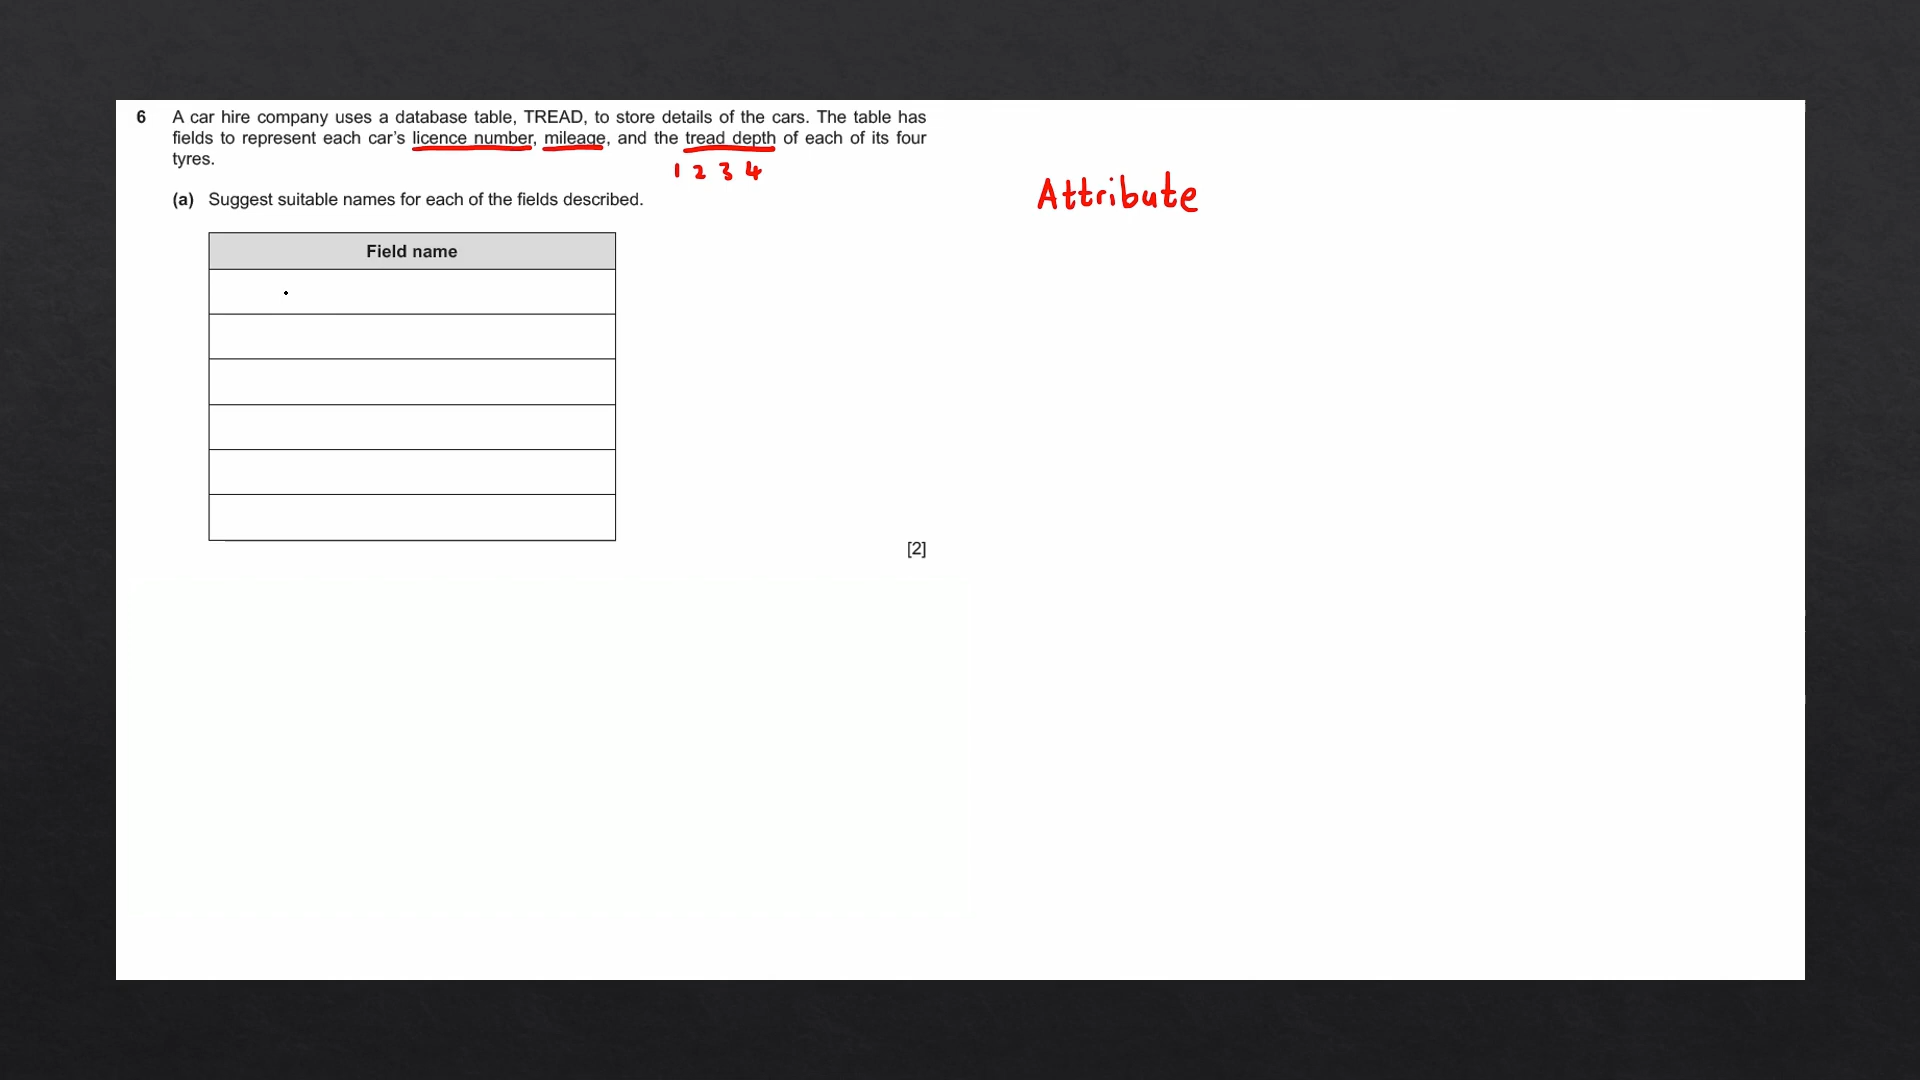 6 A car hire company uses a database table, TREAD, to store details of the cars. The table has
fields to represent each car's licence number, mileage, and the tread depth of each of its four
tyres.
1 2 3 4
Attribute
(a) Suggest suitable names for each of the fields described.
Field name
[2]